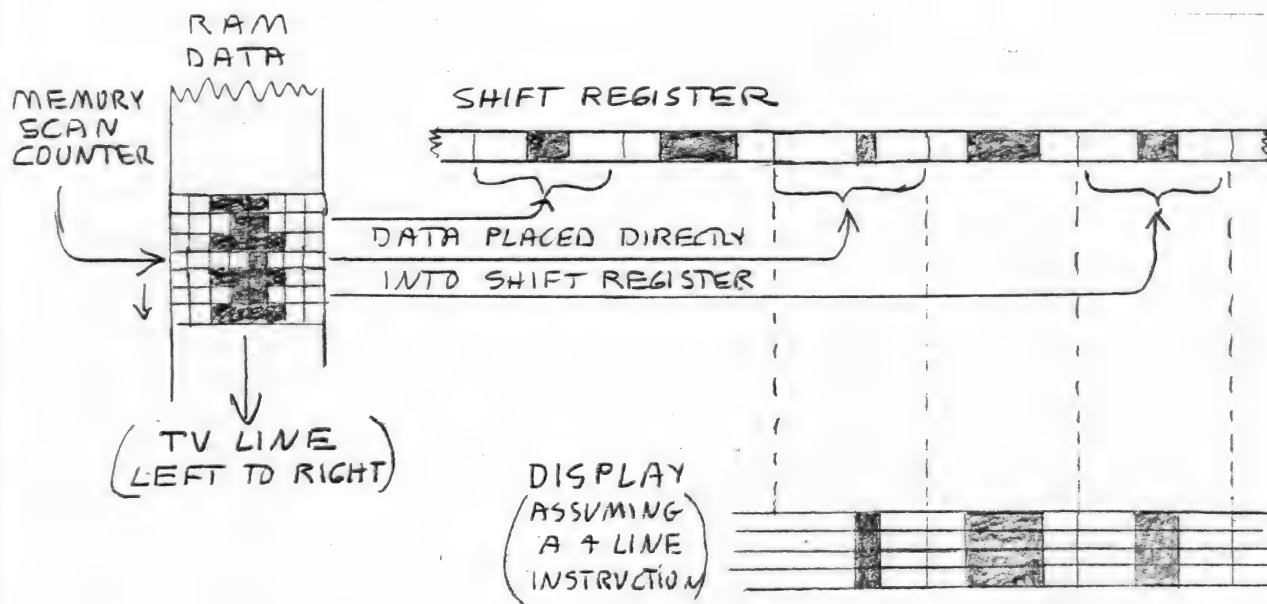 RAM
DATA
MEMORY
SCAN
COUNTER
SHIFT REGISTER
DATA PLACED DIRECTLY
INTO SHIFT REGISTER
(TV LINE
LEFT TO RIGHT)
DISPLAY
(ASSUMING
A 4 LINE
INSTRUCTION)